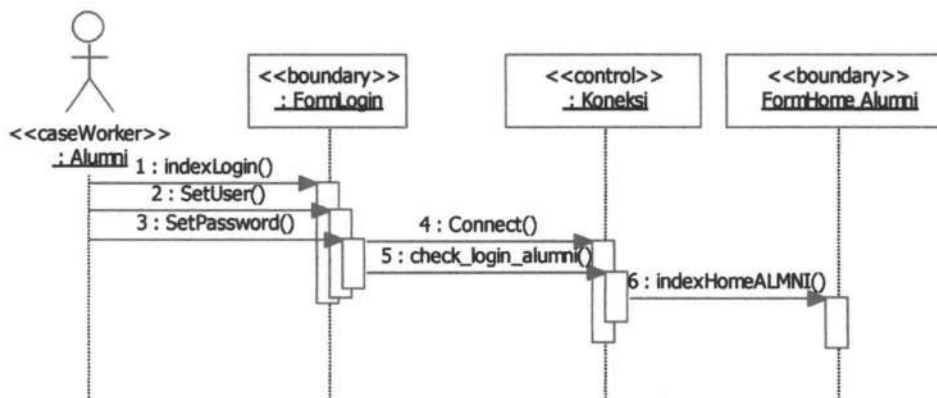 <<boundary>>
: FormLogin
<<control>>
: Koneksi
<<boundary>>
FormHome Alumni
<<caseWorker>>
: Alumni
1 : indexLogin()
2 : SetUser()
3 : SetPassword()
4 : Connect()
5 : check_login_alumni()
6 : indexHomeALMNI()